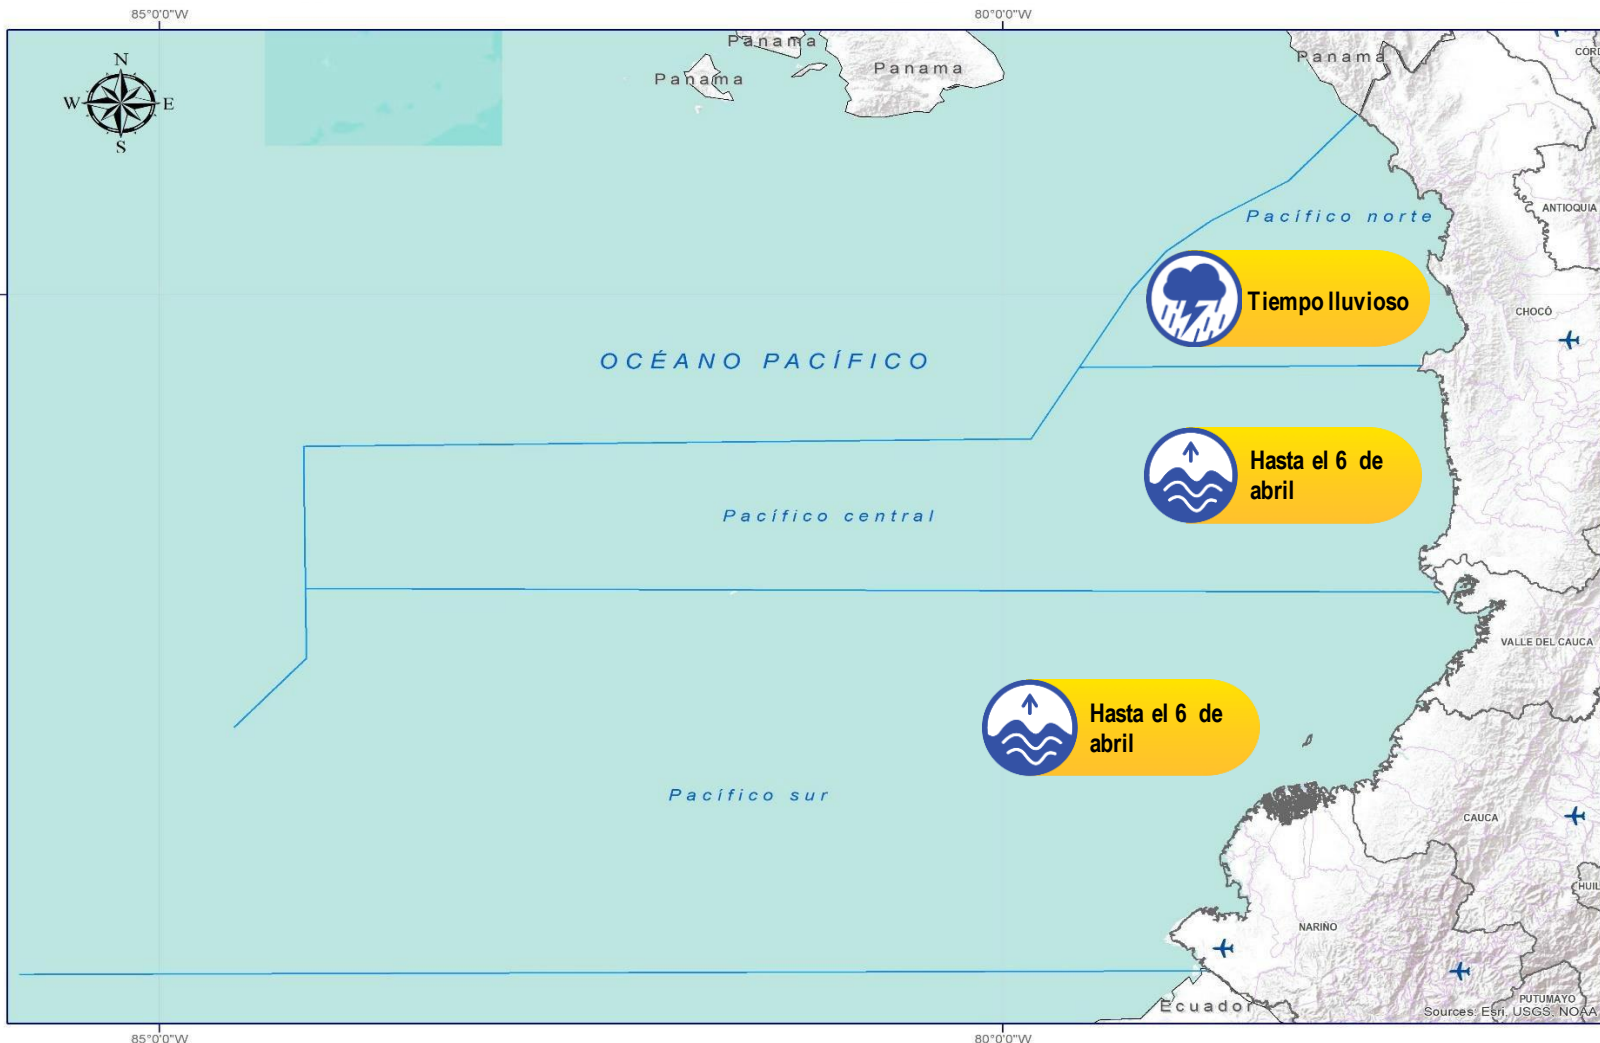 85°0'0"W
80°0'0"W
N
W
E
S
Panama
Panama
Panama
Panama
ANTIOQUIA
Pacífico norte
Tiempo lluvioso
CHOCÓ
OCÉANO PACÍFICO
Hasta el 6 de
abril
Pacífico central
VALLE DEL CAUCA
Hasta el 6 de
abril
Pacífico sur
CAUCA
HUIL
NARIÑO
PUTUMAYO
Ecuador
Sources: Esri, USGS, NOAA
85°0'0"W
80°0'0"W